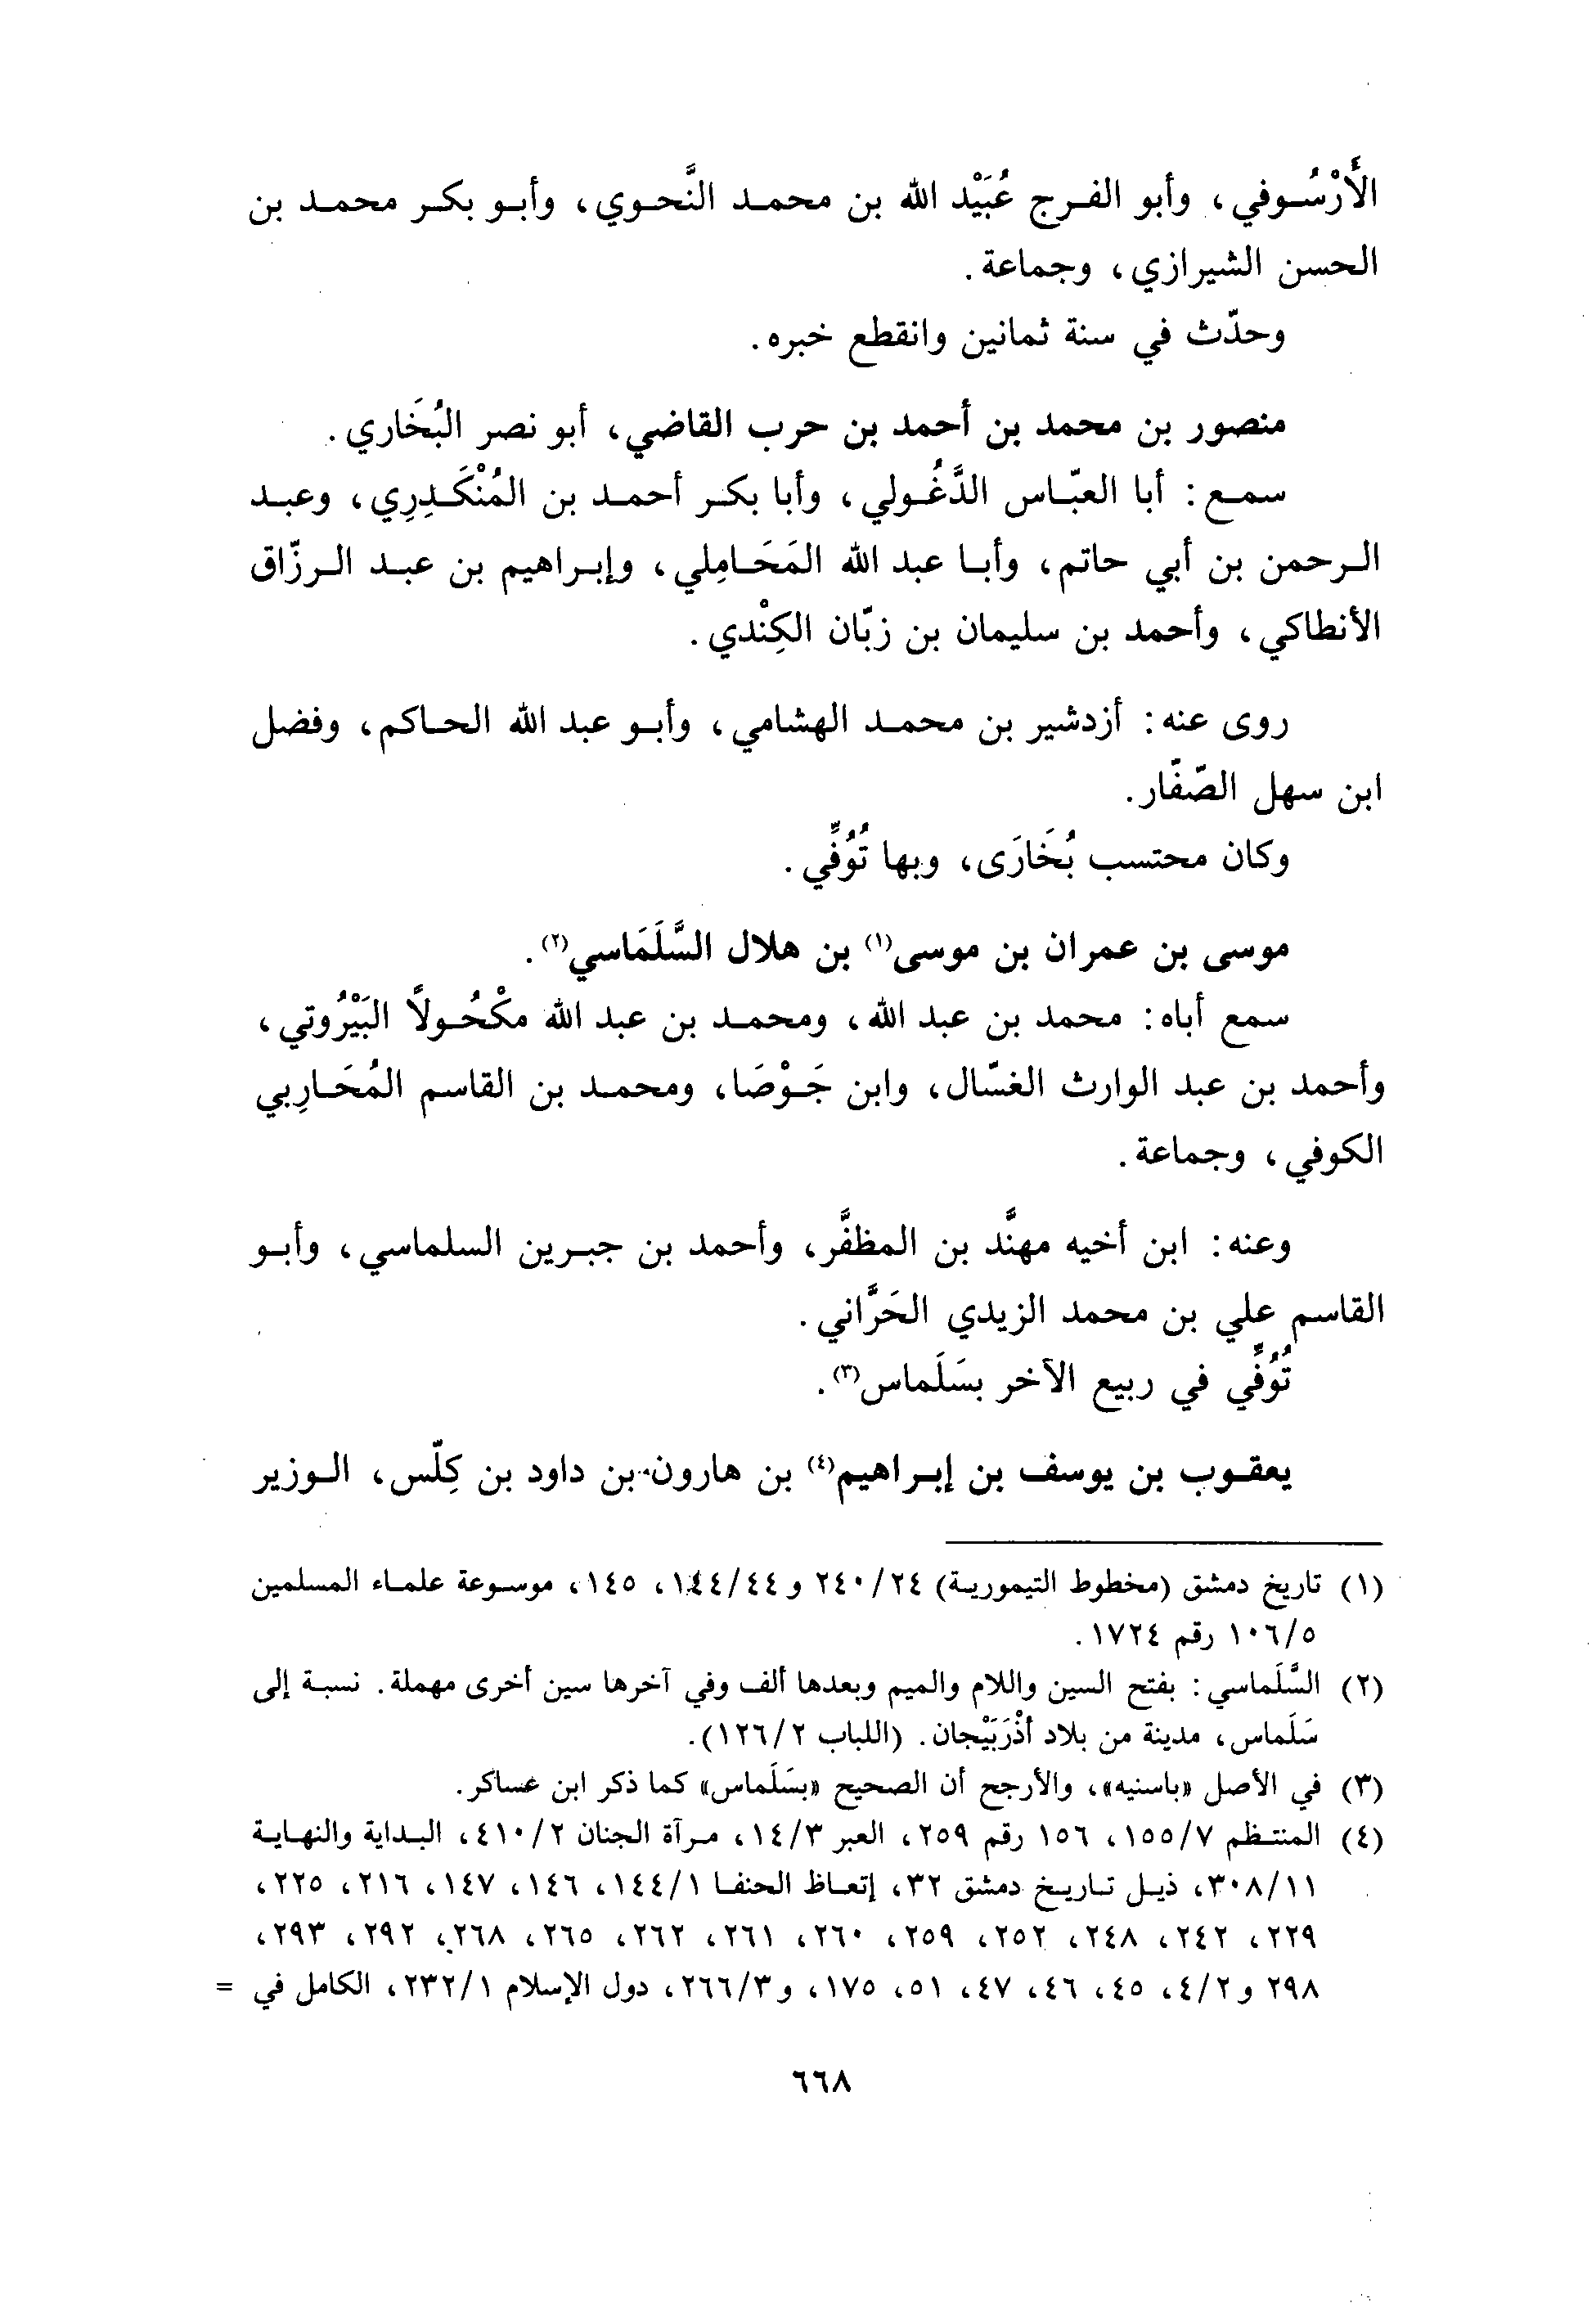 الأَرْسُوفي، وأبو الفرج عُبَيْد الله بن محمد النَّحوي، وأبو بكر محمد بن
الحسن الشيرازي، وجماعة.
وحدّث في سنة ثمانين وانقطع خبره.
منصور بن محمد بن أحمد بن حرب القاضي، أبو نصر البُخَاري.
سمع: أبا العبّاس الدَّغُولي، وأبا بكر أحمد بن المُنْكَدِرِي، وعبد
الرحمن بن أبي حاتم، وأبا عبد الله المَحَامِلي، وإبراهيم بن عبد الرزّاق
الأنطاكي، وأحمد بن سليمان بن زبّان الكِنْدي.
روى عنه: أزدشير بن محمد الهشامي، وأبو عبد الله الحاكم، وفضل
ابن سهل الصّفّار.
وكان محتسب بُخَارَى، وبها تُوُفِّي.
موسى بن عمران بن موسى(١) بن هلال السَّلَمَاسي(٢).
سمع أباه: محمد بن عبد الله، ومحمد بن عبد الله مكْحُولاً البَيْرُوتي،
وأحمد بن عبد الوارث الغسّال، وابن جَوْصَا، ومحمد بن القاسم المُحَارِبي
الكوفي، وجماعة.
وعنه: ابن أخيه مهنَّد بن المظفَّر، وأحمد بن جبرين السلماسي، وأبو
القاسم علي بن محمد الزيدي الحَرَّاني.
تُوُفِّي في ربيع الآخر بسَلَماس(٣).
يعقوب بن يوسف بن إبراهيم(٤) بن هارون بن داود بن كِلّس، الوزير
(١) تاريخ دمشق (مخطوط التيمورية) ٢٤٠/٢٤ و ١٤٤/٤٤، ١٤٥، موسوعة علماء المسلمين
١٠٦/٥ رقم ١٧٢٤.
(٢) السَّلَماسي: بفتح السين واللام والميم وبعدها ألف وفي آخرها سين أخرى مهملة. نسبة إلى
سَلَماس، مدينة من بلاد أذْرَبَيْجان. (اللباب ١٢٦/٢).
(٣) في الأصل «باسنيه»، والأرجح أن الصحيح «بسَلَماس» كما ذكر ابن عساكر.
(٤) المنتظم ١٥٥/٧، ١٥٦ رقم ٢٥٩، العبر ١٤/٣، مرآة الجنان ٤١٠/٢، البداية والنهاية
٣٠٨/١١، ذيل تاريخ دمشق ٣٢، إتعاظ الحنفا ١٤٤/١، ١٤٦، ١٤٧، ٢١٦، ٢٢٥،
٢٢٩، ٢٤٢، ٢٤٨، ٢٥٢، ٢٥٩، ٢٦٠، ٢٦١، ٢٦٢، ٢٦٥، ٢٦٨، ٢٩٢، ٢٩٣،
٢٩٨ و ٤/٢، ٤٥، ٤٦، ٤٧، ٥١، ١٧٥، و٢٦٦/٣، دول الإسلام ٢٣٢/١، الكامل في =
٦٦٨